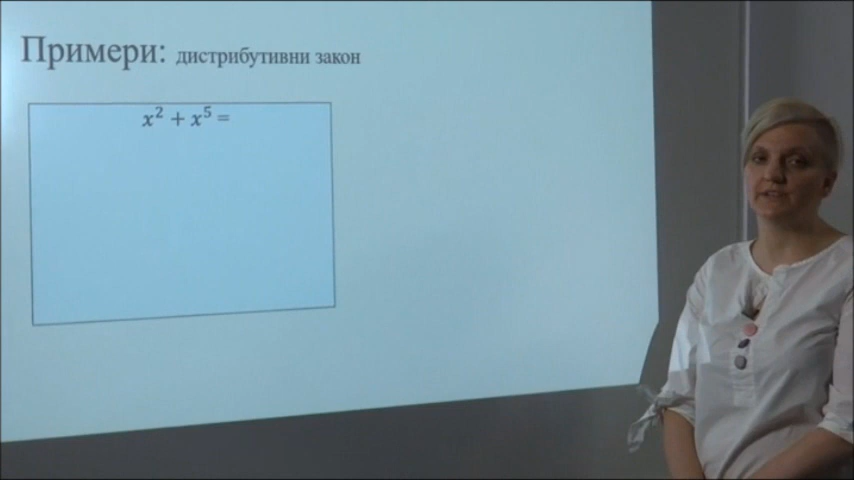 Примери: дистрибутивни закон
x² + x⁵ =